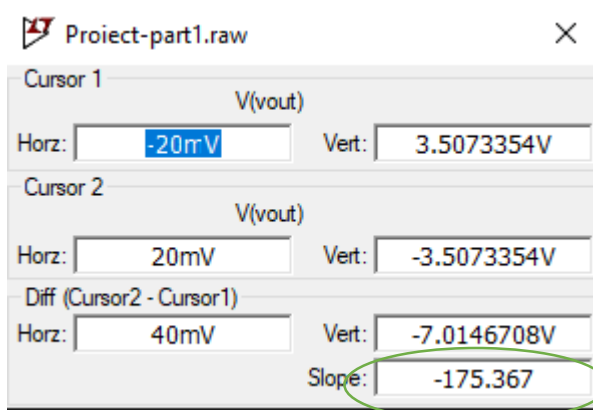 Proiect-part1.raw
Cursor 1
V(vout)
Horz: -20mV Vert: 3.5073354V
Cursor 2
V(vout)
Horz: 20mV Vert: -3.5073354V
Diff (Cursor2 - Cursor1)
Horz: 40mV Vert: -7.0146708V
Slope: -175.367